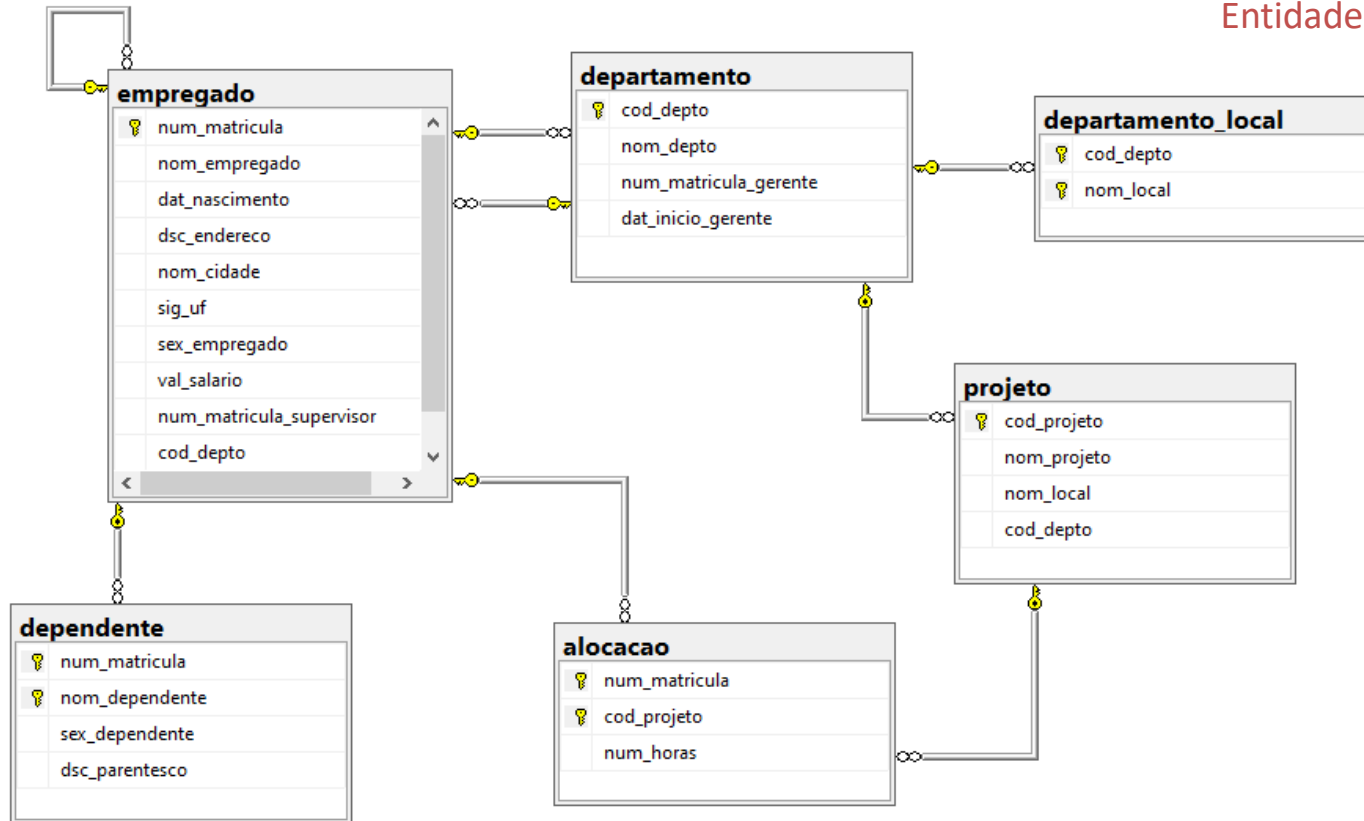 Entidade
empregado
num_matricula
nom_empregado
dat_nascimento
dsc_endereco
nom_cidade
sig_uf
sex_empregado
val_salario
num_matricula_supervisor
cod_depto
departamento
cod_depto
nom_depto
num_matricula_gerente
dat_inicio_gerente
departamento_local
cod_depto
nom_local
projeto
cod_projeto
nom_projeto
nom_local
cod_depto
dependente
num_matricula
nom_dependente
sex_dependente
dsc_parentesco
alocacao
num_matricula
cod_projeto
num_horas